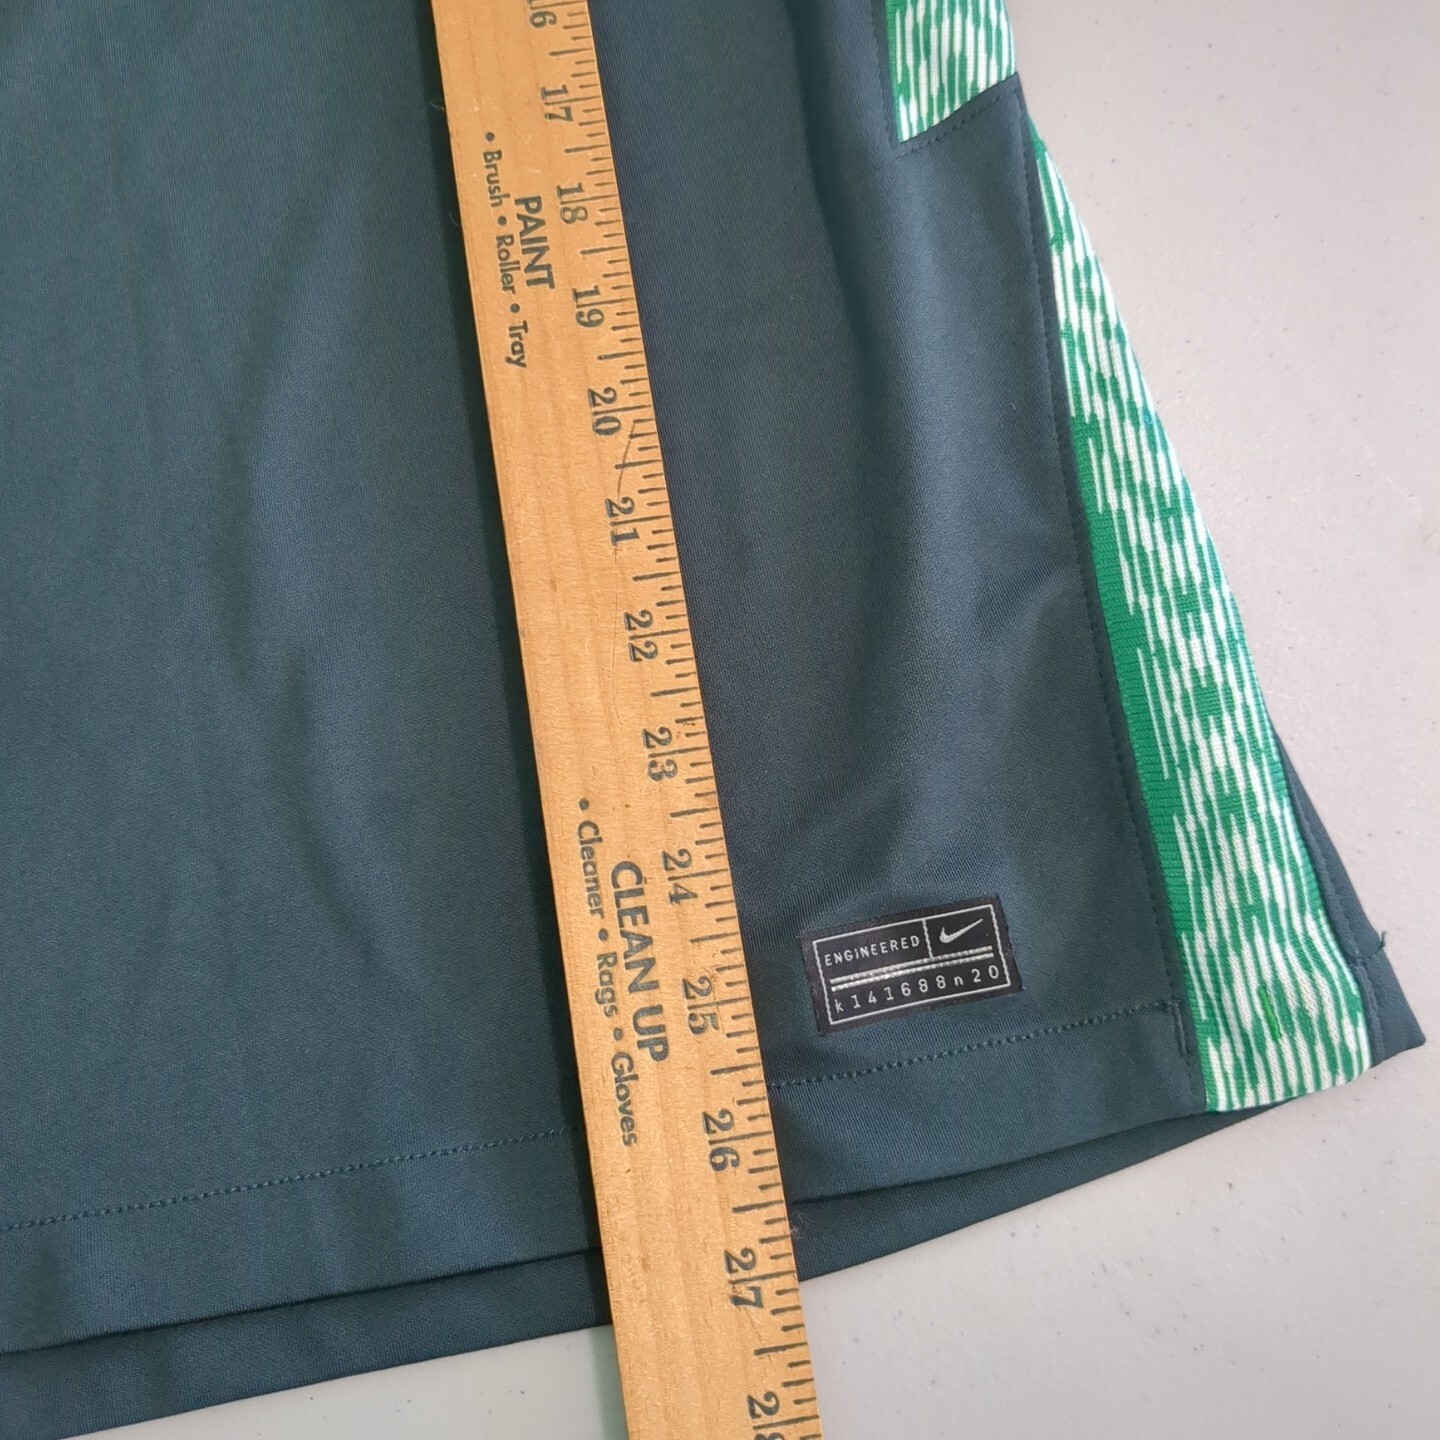 16
17
18
19
20
21
22
23
24
25
26
27
28
PAINT
• Brush • Roller • Tray
CLEAN UP
• Cleaner • Rags • Gloves
ENGINEERED
k141688n20